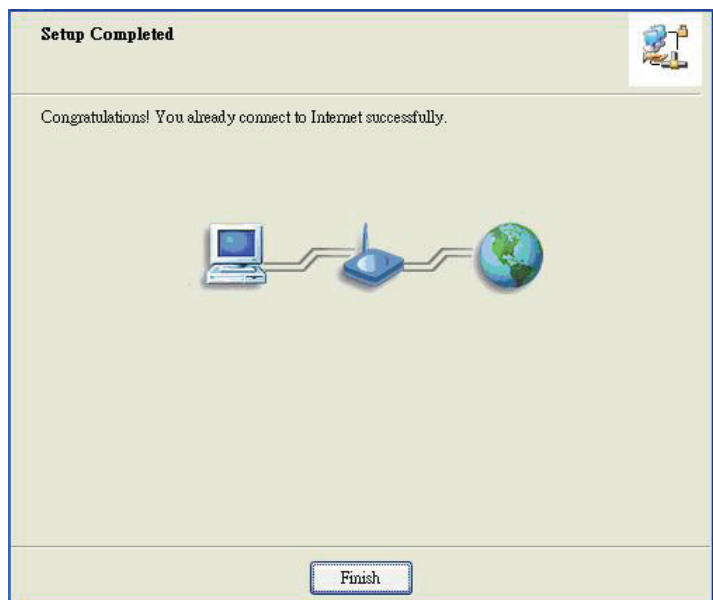 Setup Completed
Congratulations! You already connect to Internet successfully.
Finish